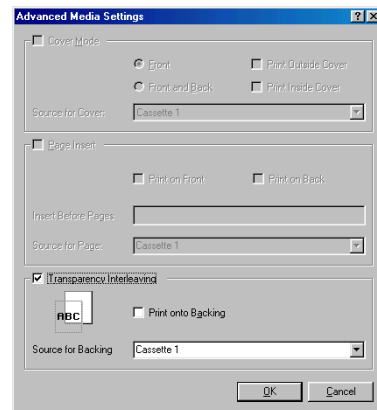 Advanced Media Settings
Cover Mode
Front
Print Outside Cover
Front and Back
Print Inside Cover
Source for Cover:
Cassette 1
Page Insert
Print on Front
Print on Back
Insert Before Pages:
Source for Page:
Cassette 1
Transparency Interleaving
ABC
Print onto Backing
Source for Backing
Cassette 1
OK
Cancel